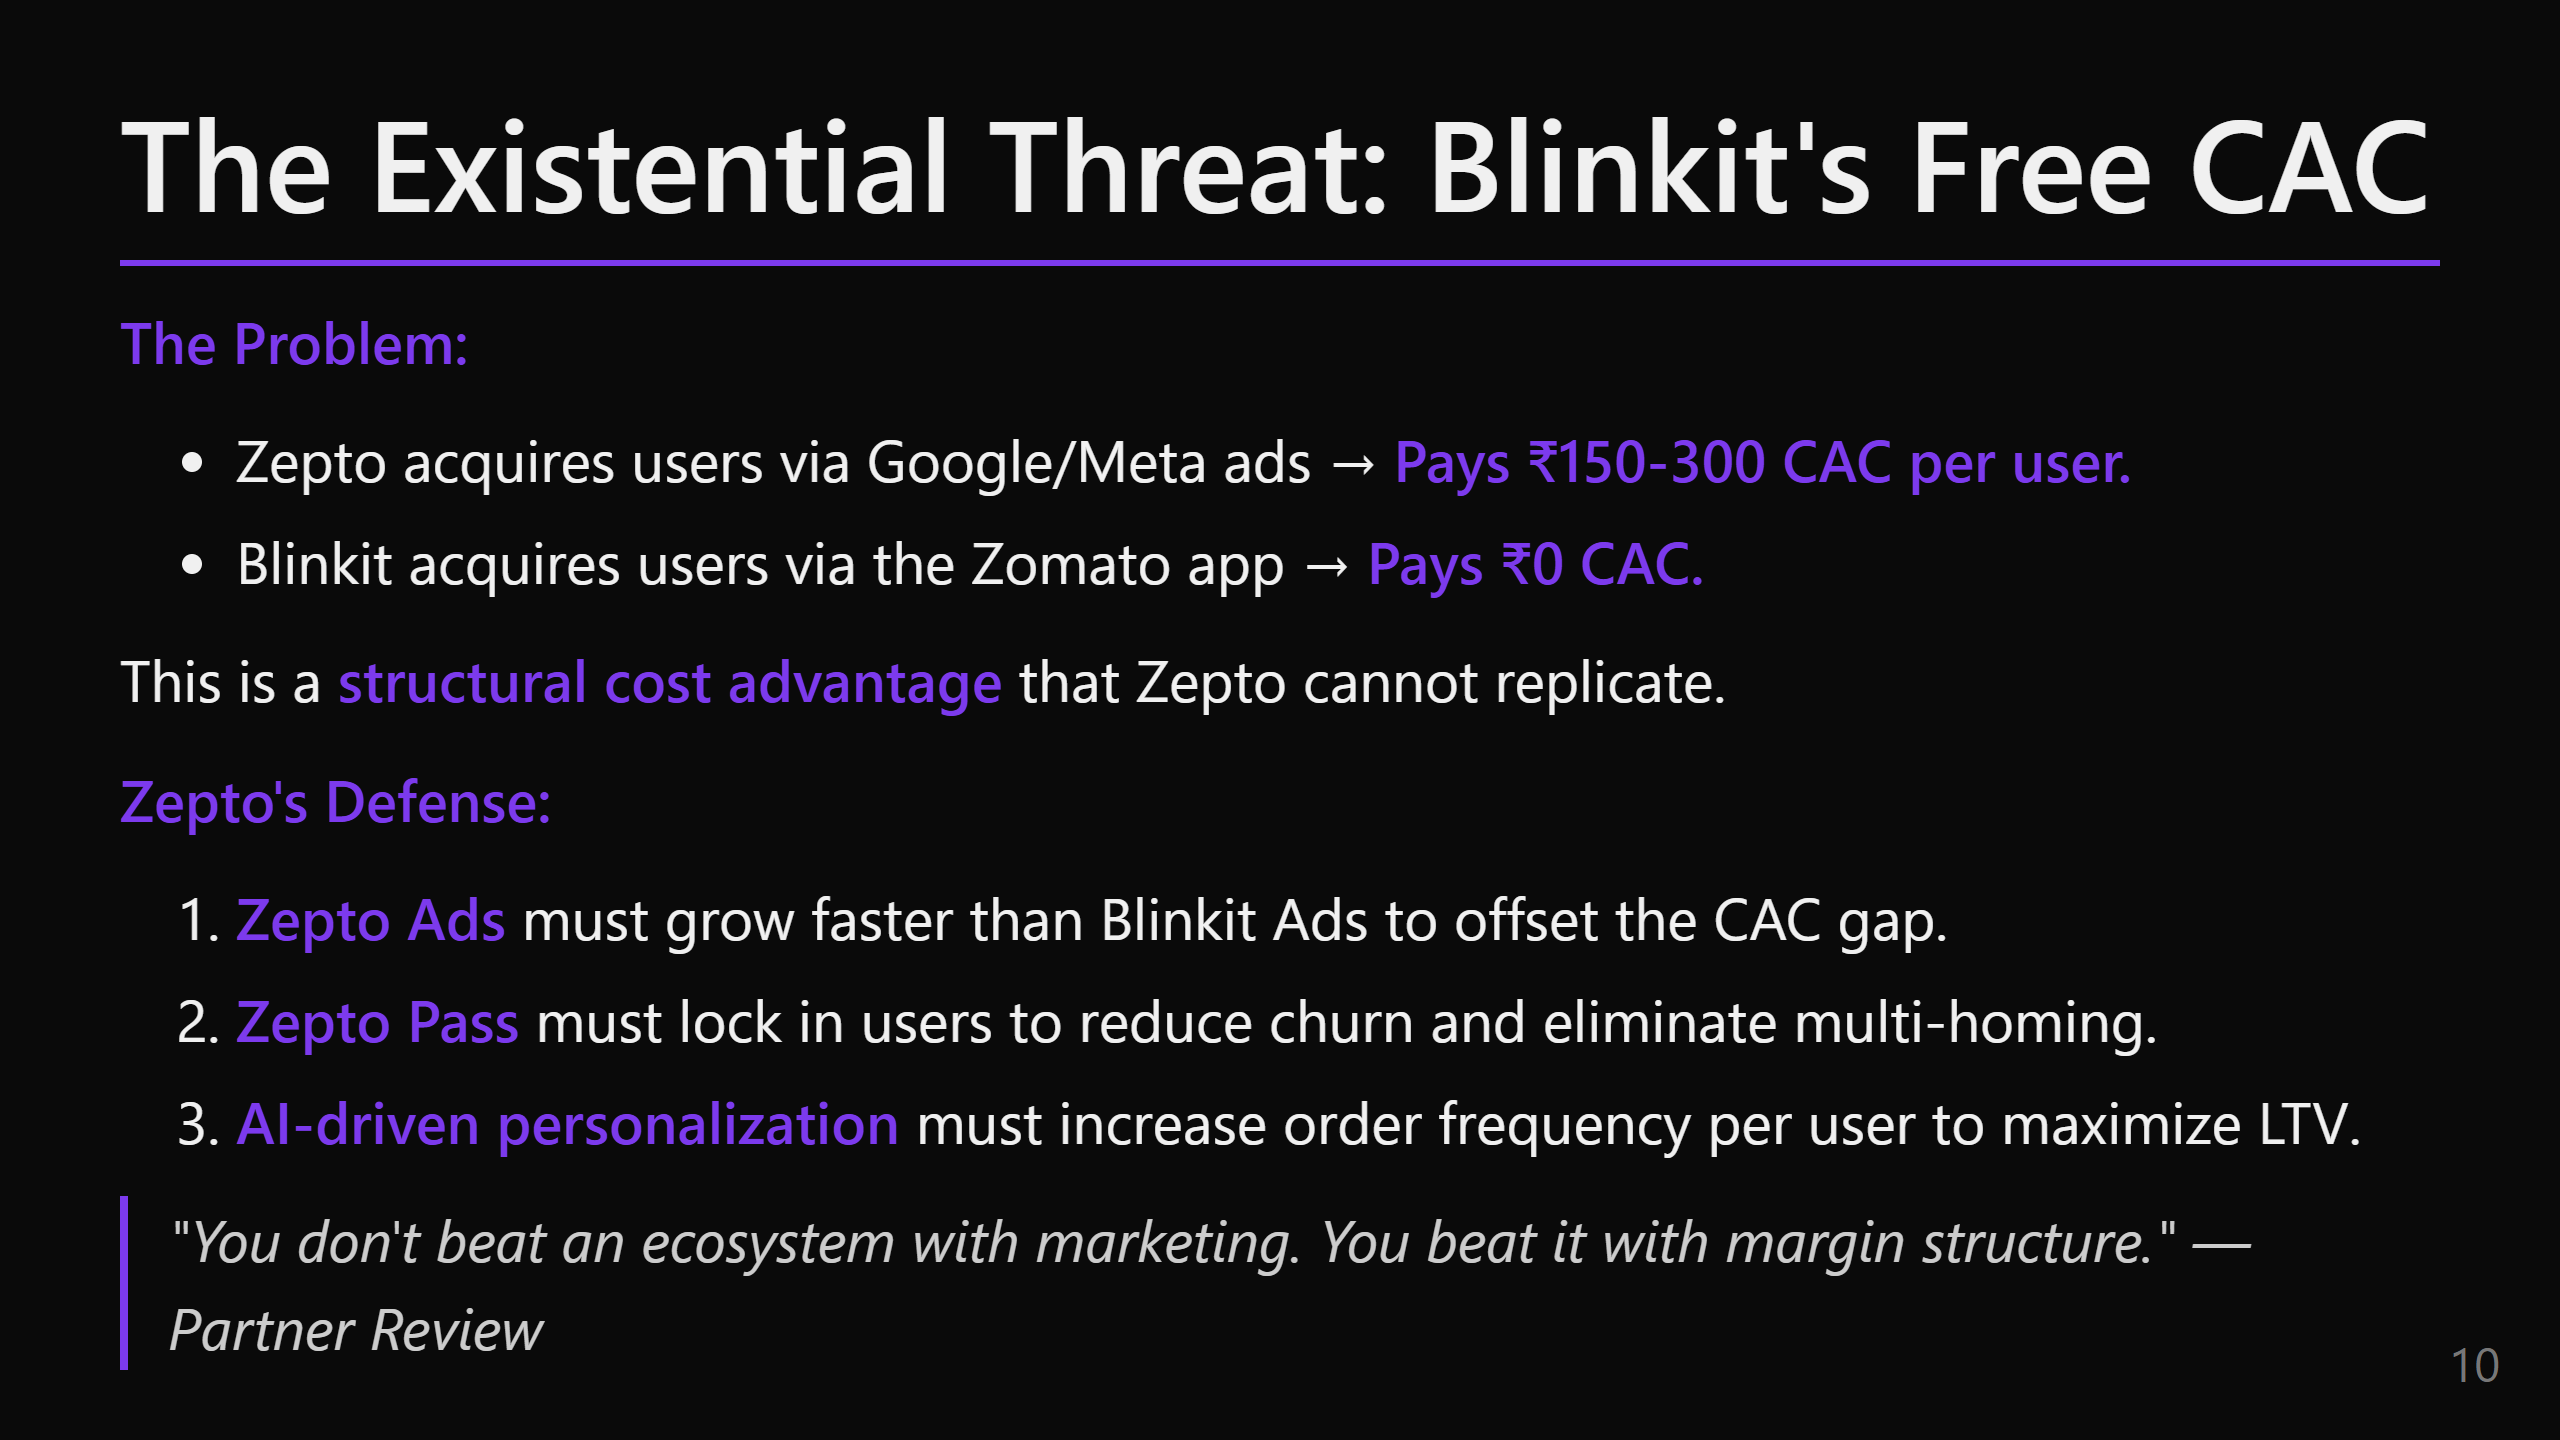 The Existential Threat: Blinkit's Free CAC
The Problem:
• Zepto acquires users via Google/Meta ads → Pays ₹150-300 CAC per user.
• Blinkit acquires users via the Zomato app → Pays ₹0 CAC.
This is a structural cost advantage that Zepto cannot replicate.
Zepto's Defense:
1. Zepto Ads must grow faster than Blinkit Ads to offset the CAC gap.
2. Zepto Pass must lock in users to reduce churn and eliminate multi-homing.
3. AI-driven personalization must increase order frequency per user to maximize LTV.
"You don't beat an ecosystem with marketing. You beat it with margin structure." —
Partner Review
10